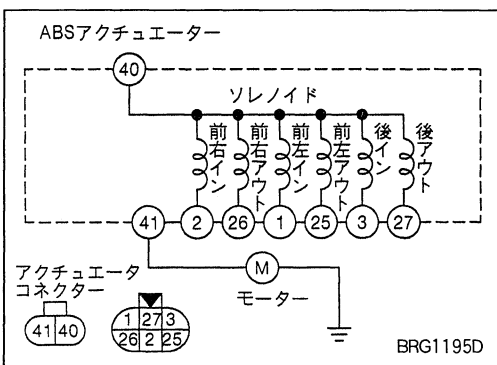 ABSアクチュエーター
40
ソレノイド
前右イン
前右アウト
前左イン
前左アウト
後イン
後アウト
41 2 26 1 25 3 27
M
モーター
アクチュエータ
コネクター
41 40
1 27 3
26 2 25
BRG1195D